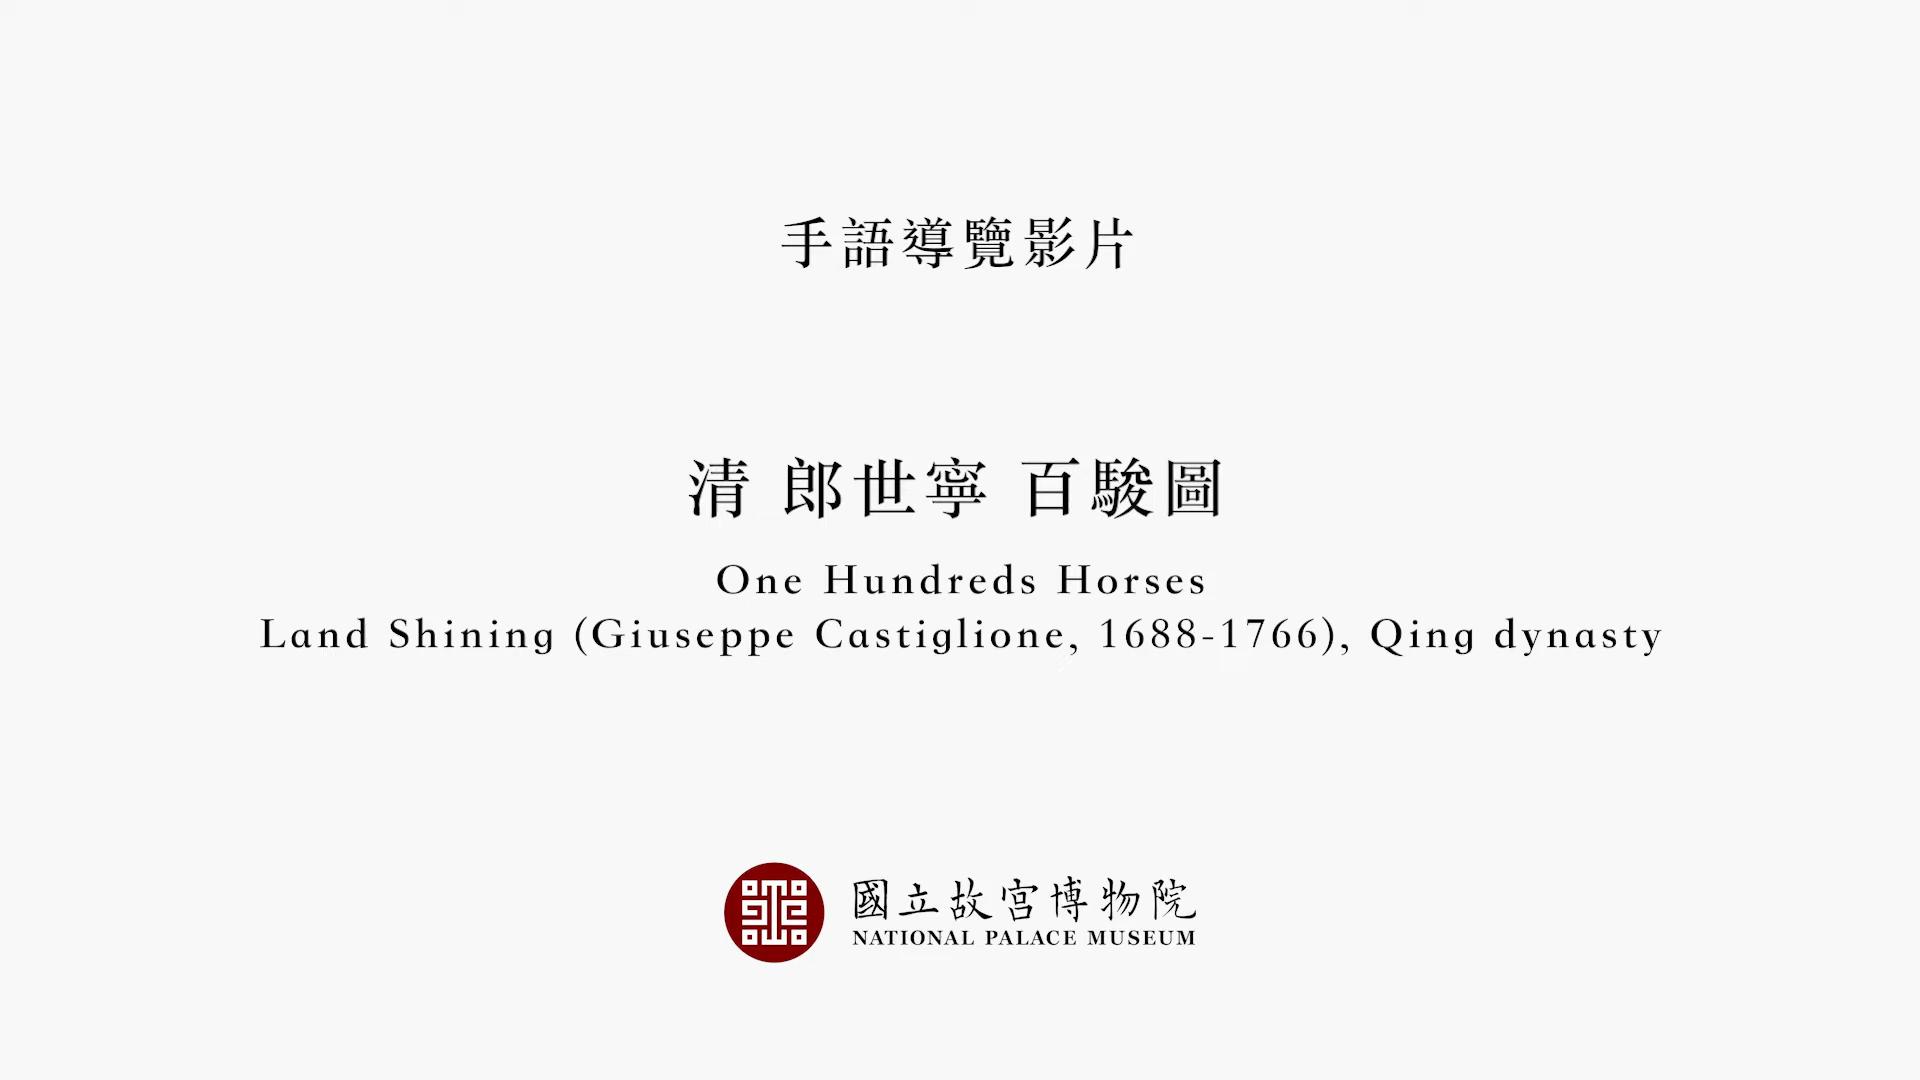 手語導覽影片
清 郎世寧 百駿圖
One Hundreds Horses
Land Shining (Giuseppe Castiglione, 1688-1766), Qing dynasty
國立故宮博物院
NATIONAL PALACE MUSEUM